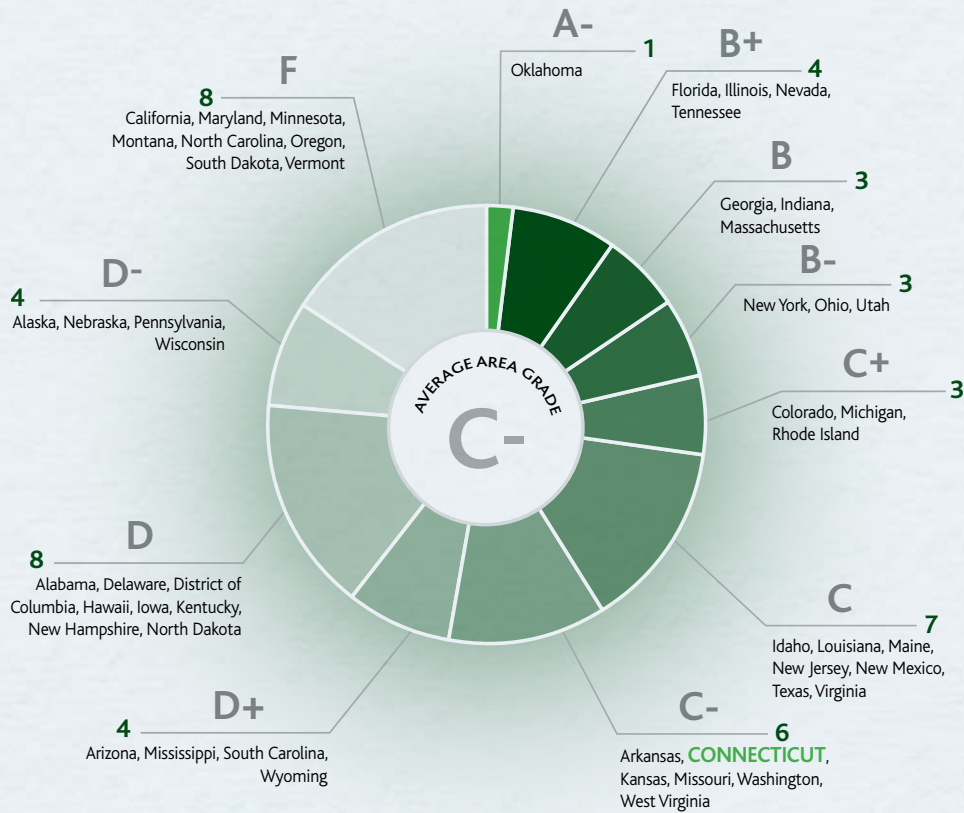 A-
1
Oklahoma
B+
4
Florida, Illinois, Nevada,
Tennessee
B
3
Georgia, Indiana,
Massachusetts
B-
3
New York, Ohio, Utah
C+
3
Colorado, Michigan,
Rhode Island
C
7
Idaho, Louisiana, Maine,
New Jersey, New Mexico,
Texas, Virginia
C-
6
Arkansas, CONNECTICUT,
Kansas, Missouri, Washington,
West Virginia
D+
4
Arizona, Mississippi, South Carolina,
Wyoming
D
8
Alabama, Delaware, District of
Columbia, Hawaii, Iowa, Kentucky,
New Hampshire, North Dakota
D-
4
Alaska, Nebraska, Pennsylvania,
Wisconsin
F
8
California, Maryland, Minnesota,
Montana, North Carolina, Oregon,
South Dakota, Vermont
AVERAGE AREA GRADE
C-